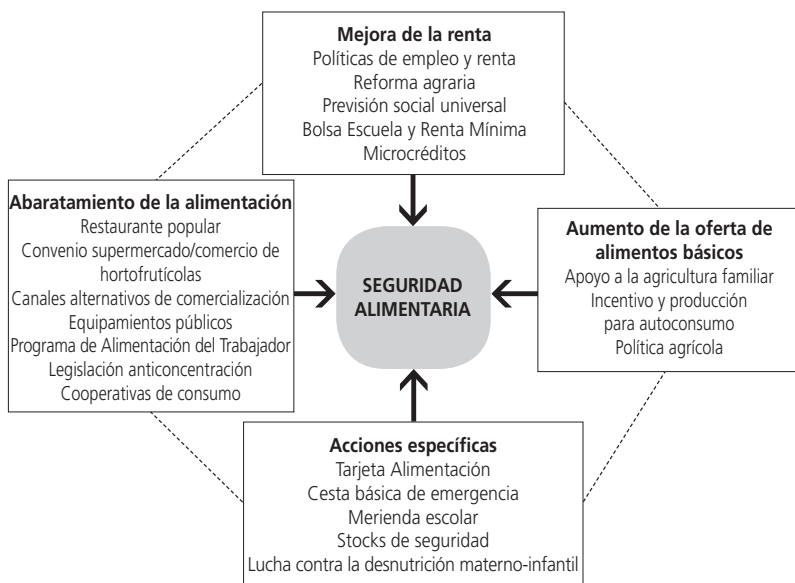 Mejora de la renta
Políticas de empleo y renta
Reforma agraria
Previsión social universal
Bolsa Escuela y Renta Mínima
Microcréditos
Abaratamiento de la alimentación
Restaurante popular
Convenio supermercado/comercio de
hortofrutícolas
Canales alternativos de comercialización
Equipamientos públicos
Programa de Alimentación del Trabajador
Legislación anticoncentración
Cooperativas de consumo
SEGURIDAD
ALIMENTARIA
Aumento de la oferta de
alimentos básicos
Apoyo a la agricultura familiar
Incentivo y producción
para autoconsumo
Política agrícola
Acciones específicas
Tarjeta Alimentación
Cesta básica de emergencia
Merienda escolar
Stocks de seguridad
Lucha contra la desnutrición materno-infantil